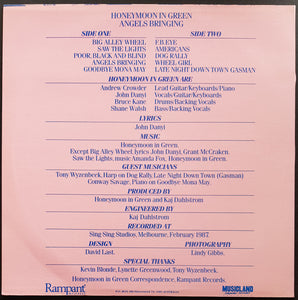 HONEYMOON IN GREEN
ANGELS BRINGING
SIDE ONE
SIDE TWO
BIG ALLEY WHEEL
F.B. EYE
SAW THE LIGHTS
AMERICANS
POOR, BLACK AND BLIND
DOG RALLY
ANGELS BRINGING
WHEEL GIRL
GOODBYE MONA MAY
LATE NIGHT DOWN TOWN GASMAN
HONEYMOON IN GREEN ARE
Andrew Crowder Lead Guitar/Keyboards/Piano
John Danyi Vocals/Guitar/Keyboards
Bruce Kane Drums/Backing Vocals
Shane Walsh Bass/Backing Vocals
LYRICS
John Danyi
MUSIC
Honeymoon in Green.
Except Big Alley Wheel, lyrics John Danyi, Grant McCraken.
Saw the Lights, music Amanda Fox, Honeymoon in Green.
GUEST MUSICIANS
Tony Wyzenbeek, Harp on Dog Rally, Late Night Down Town (Gasman)
Conway Savage, Piano on Goodbye Mona May.
PRODUCED BY
Honeymoon in Green and Kaj Dahlstrom
ENGINEERED BY
Kaj Dahlstrom
RECORDED AT
Sing Sing Studios, Melbourne. February 1987.
DESIGN
PHOTOGRAPHY
David Last.
Lindy Gibbs.
SPECIAL THANKS
Kevin Blonde, Lynette Greenwood, Tony Wyzenbeek.
Honeymoon in Green Correspondence, Rampant Records.
Rampant
MUSICLAND